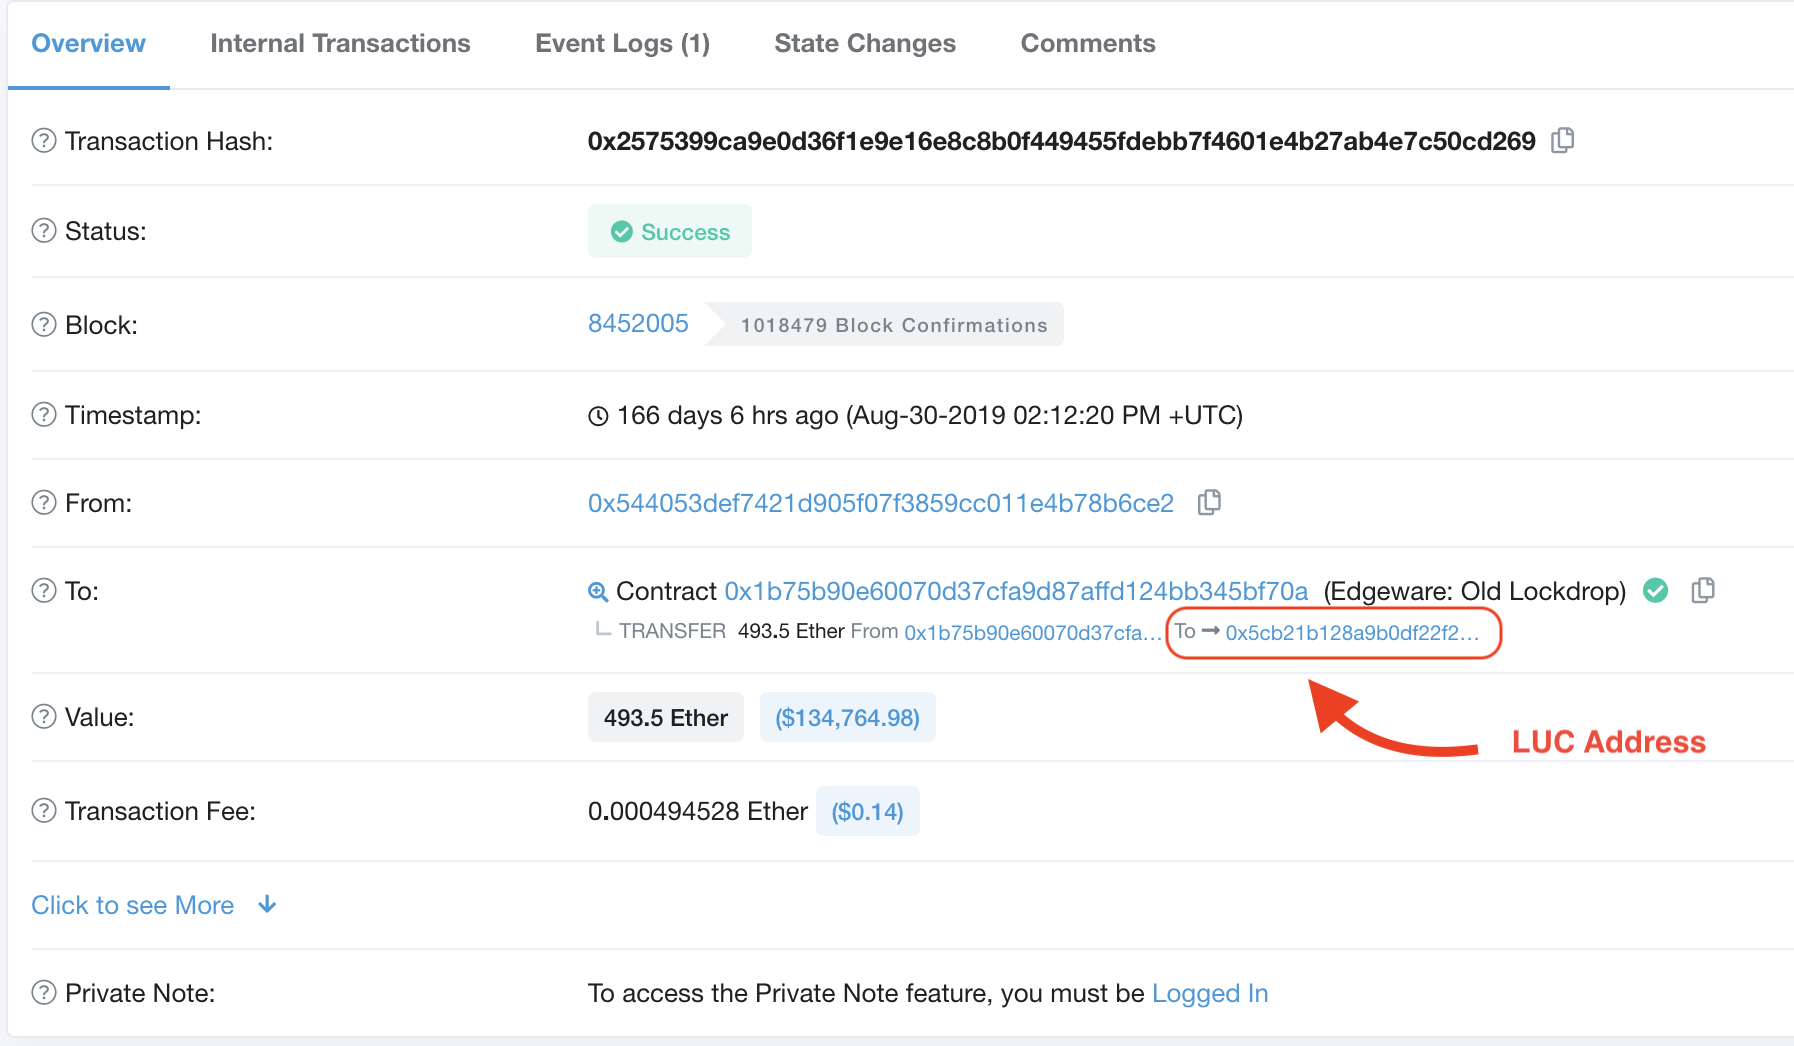 Overview Internal Transactions Event Logs (1) State Changes Comments
Transaction Hash: 0x2575399ca9e0d36f1e9e16e8c8b0f449455fdebb7f4601e4b27ab4e7c50cd269
Status: Success
Block: 8452005 1018479 Block Confirmations
Timestamp: 166 days 6 hrs ago (Aug-30-2019 02:12:20 PM +UTC)
From: 0x544053def7421d905f07f3859cc011e4b78b6ce2
To: Contract 0x1b75b90e60070d37cfa9d87affd124bb345bf70a (Edgeware: Old Lockdrop)
TRANSFER 493.5 Ether From 0x1b75b90e60070d37cfa... To → 0x5cb21b128a9b0df22f2...
Value: 493.5 Ether ($134,764.98)
LUC Address
Transaction Fee: 0.000494528 Ether ($0.14)
Click to see More ↓
Private Note: To access the Private Note feature, you must be Logged In